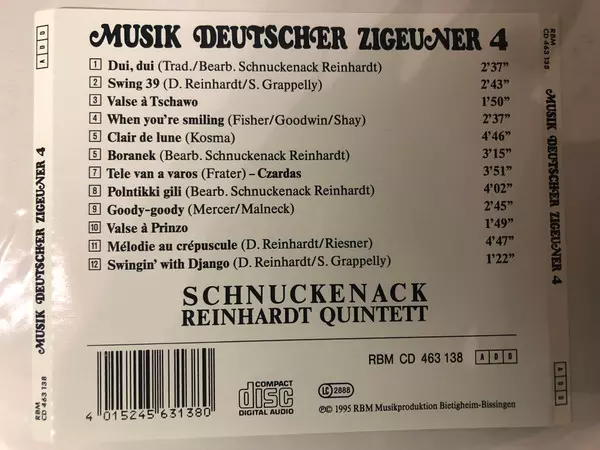 MUSIK DEUTSCHER ZIGEUNER 4
1 Dui, dui (Trad./Bearb. Schnuckenack Reinhardt) 2'37"
2 Swing 39 (D. Reinhardt/S. Grappelly) 2'43"
3 Valse à Tschawo 1'50"
4 When you're smiling (Fisher/Goodwin/Shay) 2'37"
5 Clair de lune (Kosma) 4'46"
6 Boranek (Bearb. Schnuckenack Reinhardt) 3'15"
7 Tele van a varos (Frater) – Czardas 3'51"
8 Polntikki gili (Bearb. Schnuckenack Reinhardt) 4'02"
9 Goody-goody (Mercer/Malneck) 2'45"
10 Valse à Prinzo 1'49"
11 Mélodie au crépuscule (D. Reinhardt/Riesner) 4'47"
12 Swingin' with Django (D. Reinhardt/S. Grappelly) 1'22"
SCHNUCKENACK
REINHARDT QUINTETT
RBM CD 463 138 A D D
4 015245 631380
COMPACT
disc
DIGITAL AUDIO
LC 2888
℗© 1995 RBM Musikproduktion Bietigheim-Bissingen
A D D
MUSIK DEUTSCHER ZIGEUNER 4
RBM
CD 463 138
RBM
CD 463 138
MUSIK DEUTSCHER ZIGEUNER 4
A D D